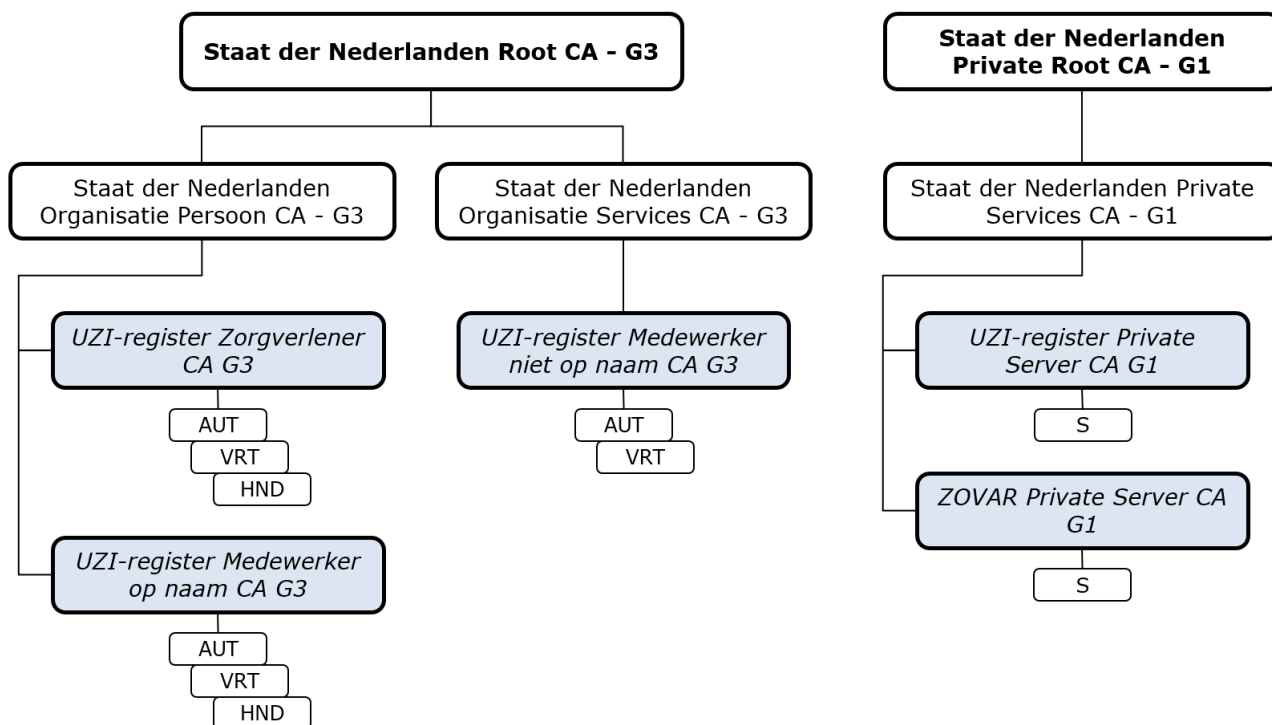 Staat der Nederlanden Root CA - G3
Staat der Nederlanden
Private Root CA - G1
Staat der Nederlanden
Organisatie Persoon CA - G3
Staat der Nederlanden
Organisatie Services CA - G3
Staat der Nederlanden Private
Services CA - G1
UZI-register Zorgverlener
CA G3
AUT
VRT
HND
UZI-register Medewerker
niet op naam CA G3
AUT
VRT
UZI-register Private
Server CA G1
S
ZOVAR Private Server CA
G1
S
UZI-register Medewerker
op naam CA G3
AUT
VRT
HND